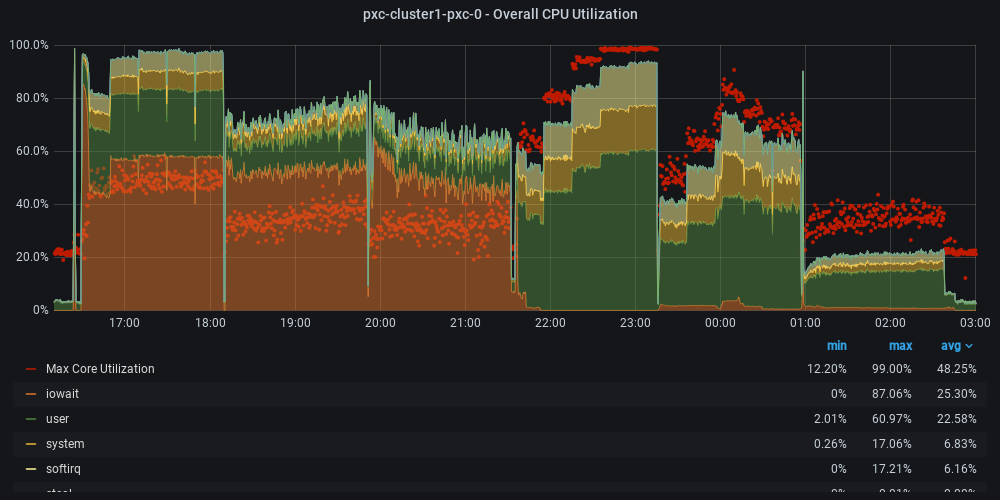 pxc-cluster1-pxc-0 - Overall CPU Utilization
100.0%
80.0%
60.0%
40.0%
20.0%
0%
17:00 18:00 19:00 20:00 21:00 22:00 23:00 00:00 01:00 02:00 03:00
min max avg
Max Core Utilization 12.20% 99.00% 48.25%
iowait 0% 87.06% 25.30%
user 2.01% 60.97% 22.58%
system 0.26% 17.06% 6.83%
softirq 0% 17.21% 6.16%